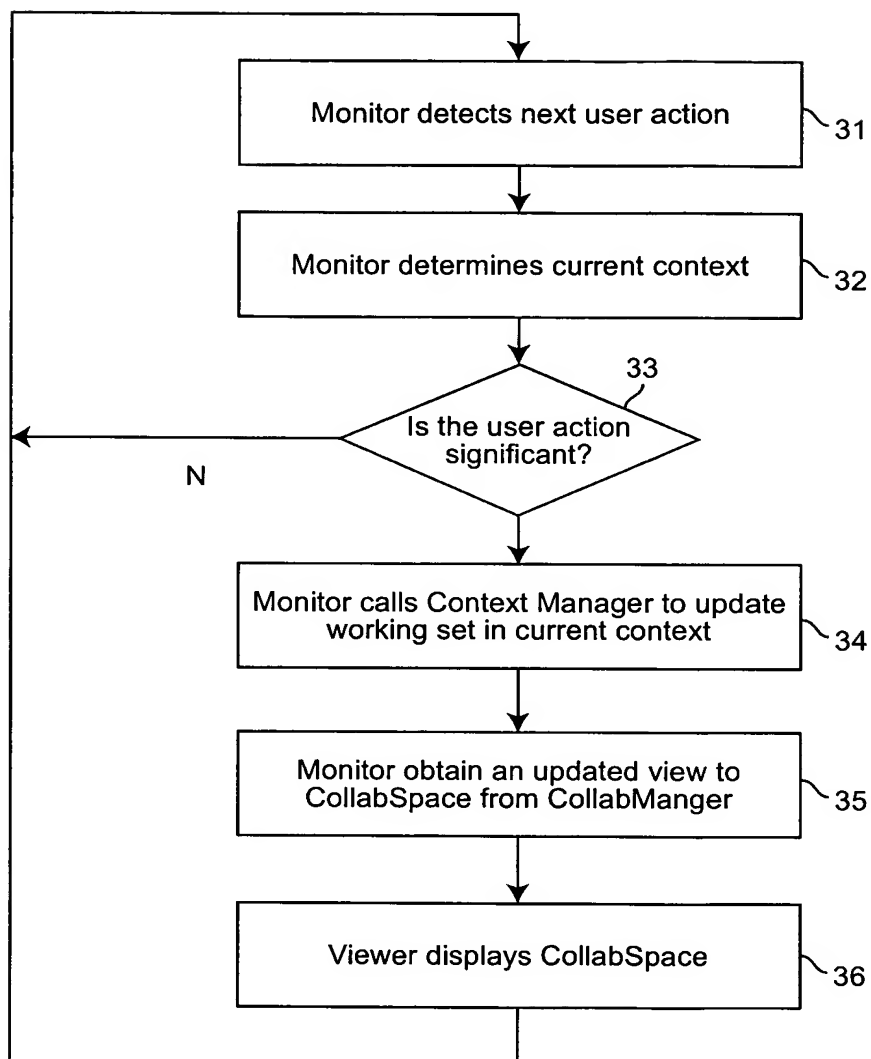 Monitor detects next user action
31
Monitor determines current context
32
33
Is the user action
significant?
N
Monitor calls Context Manager to update
working set in current context
34
Monitor obtain an updated view to
CollabSpace from CollabManger
35
Viewer displays CollabSpace
36